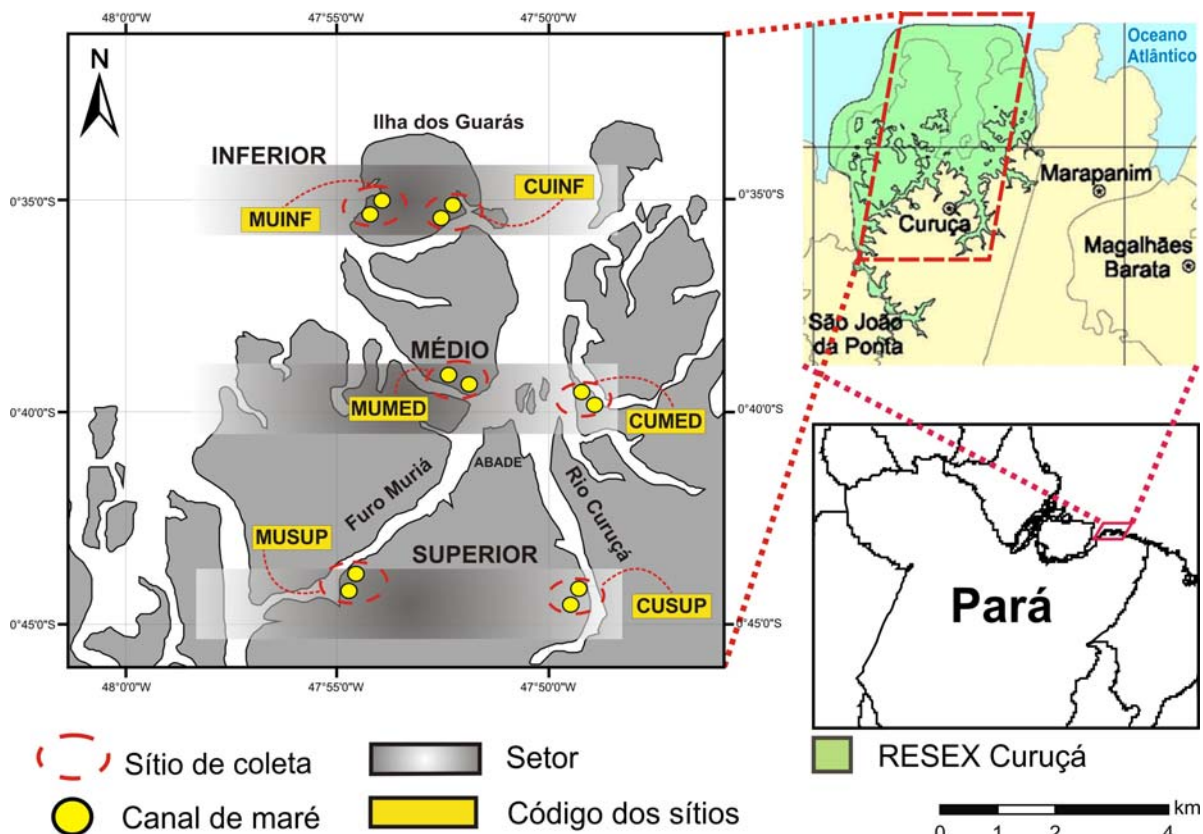 48°0'0"W
47°55'0"W
47°50'0"W
N
Ilha dos Guarás
INFERIOR
CUINF
MUINF
0°35'0"S
0°35'0"S
MÉDIO
MUMED
CUMED
0°40'0"S
0°40'0"S
ABADE
Furo Muriá
Rio Curuçá
MUSUP
SUPERIOR
CUSUP
0°45'0"S
0°45'0"S
48°0'0"W
47°55'0"W
47°50'0"W
Oceano
Atlântico
Marapanim
Curuçá
Magalhães
Barata
São João
da Ponta
Pará
RESEX Curuçá
Sítio de coleta
Setor
Canal de maré
Código dos sítios
km
0 1 2 4